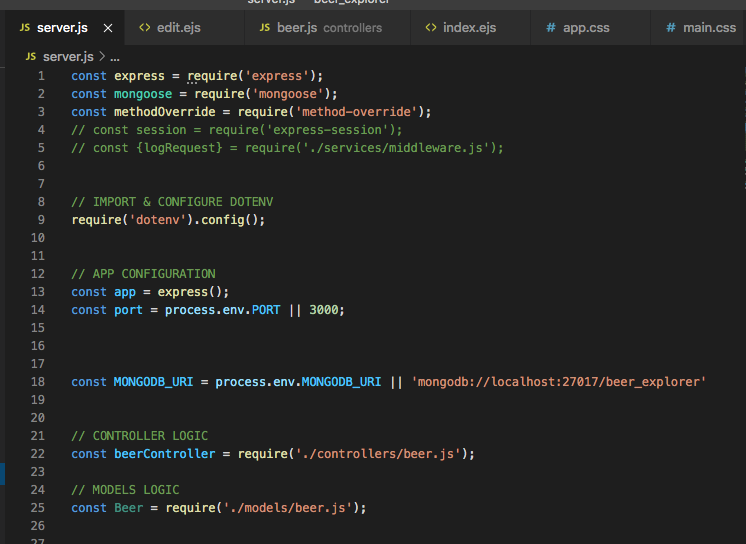 server.js — beer_explorer
JS server.js × <> edit.ejs JS beer.js controllers <> index.ejs # app.css # main.css
JS server.js > ...
1 const express = require('express');
2 const mongoose = require('mongoose');
3 const methodOverride = require('method-override');
4 // const session = require('express-session');
5 // const {logRequest} = require('./services/middleware.js');
6
7
8 // IMPORT & CONFIGURE DOTENV
9 require('dotenv').config();
10
11
12 // APP CONFIGURATION
13 const app = express();
14 const port = process.env.PORT || 3000;
15
16
17
18 const MONGODB_URI = process.env.MONGODB_URI || 'mongodb://localhost:27017/beer_explorer'
19
20
21 // CONTROLLER LOGIC
22 const beerController = require('./controllers/beer.js');
23
24 // MODELS LOGIC
25 const Beer = require('./models/beer.js');
26
27